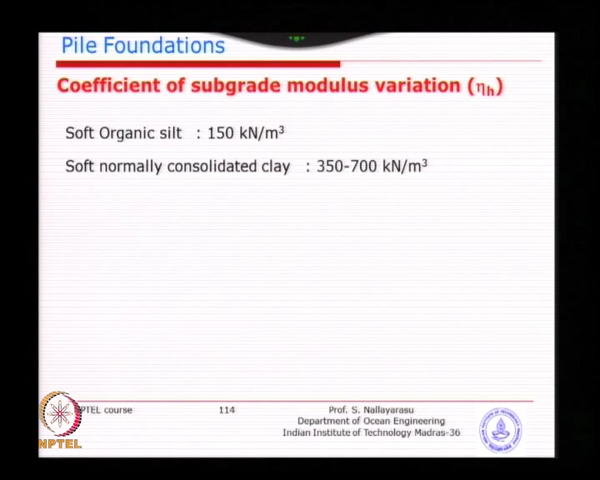 Pile Foundations
Coefficient of subgrade modulus variation (ηh)
Soft Organic silt : 150 kN/m³
Soft normally consolidated clay : 350-700 kN/m³
PTEL course
114
Prof. S. Nallayarasu
Department of Ocean Engineering
Indian Institute of Technology Madras-36
NPTEL